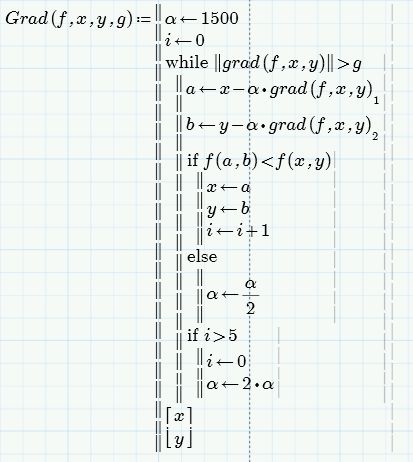 Grad(f,x,y,g):=
α←1500
i←0
while ‖grad(f,x,y)‖>g
a←x−α•grad(f,x,y)₁
b←y−α•grad(f,x,y)₂
if f(a,b)<f(x,y)
x←a
y←b
i←i+1
else
α←α/2
if i>5
i←0
α←2•α
[x]
[y]